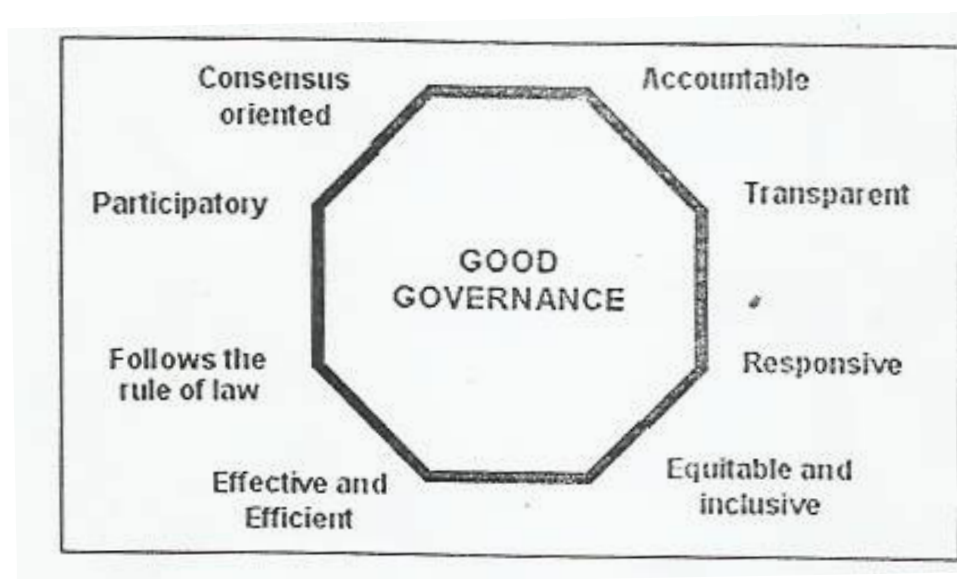 Consensus
oriented
Accountable
Participatory
Transparent
GOOD
GOVERNANCE
Follows the
rule of law
Responsive
Effective and
Efficient
Equitable and
inclusive